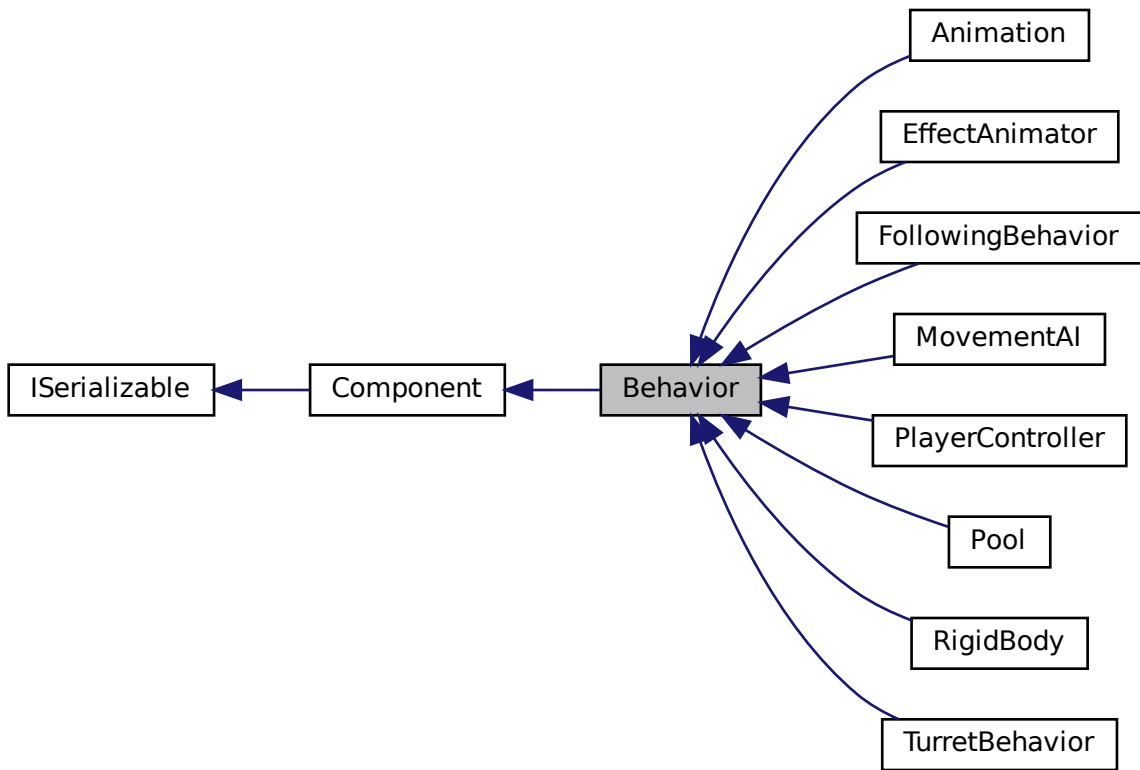 Animation
EffectAnimator
FollowingBehavior
MovementAI
ISerializable
Component
Behavior
PlayerController
Pool
RigidBody
TurretBehavior